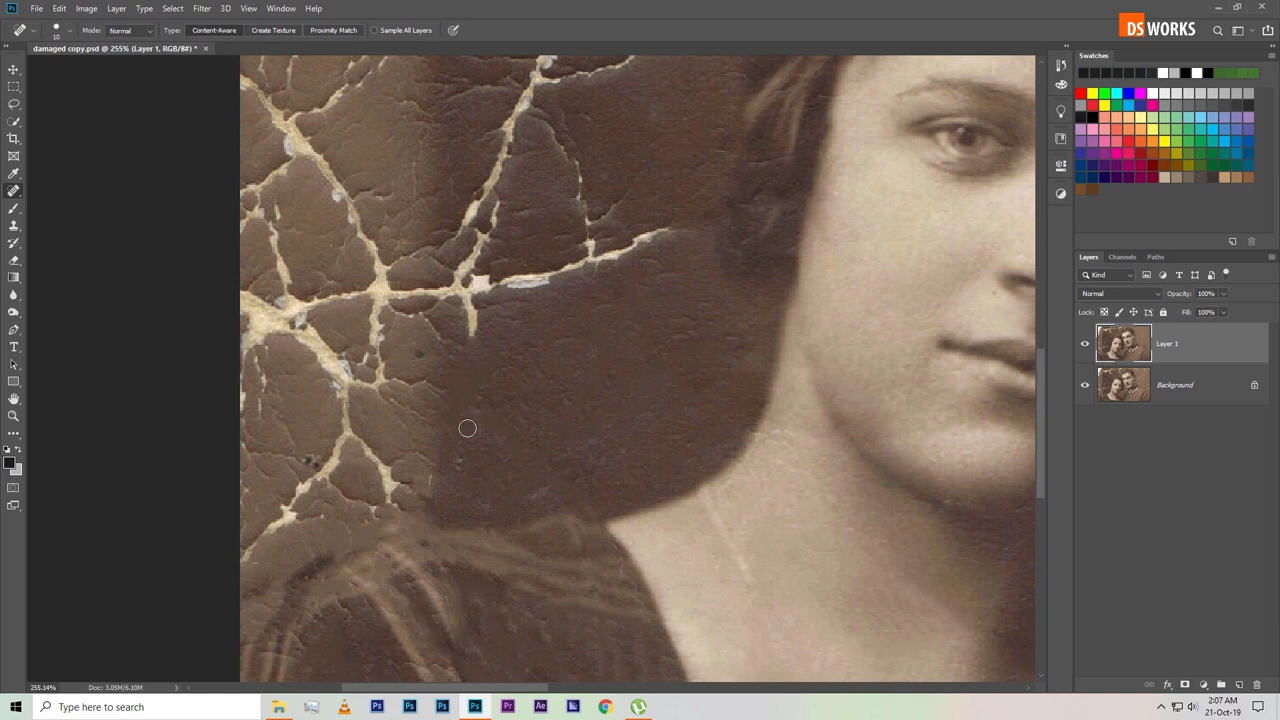 File Edit Image Layer Type Select Filter 3D View Window Help
DS WORKS
10 Mode: Normal Type: Content-Aware Create Texture Proximity Match Sample All Layers
damaged copy.psd @ 255% (Layer 1, RGB/8#) * ×
Swatches
Layers Channels Paths
Kind
Normal Opacity: 100%
Lock: Fill: 100%
Layer 1
Background
255.14% Doc: 3.05M/6.10M
Type here to search
2:07 AM
21-Oct-19